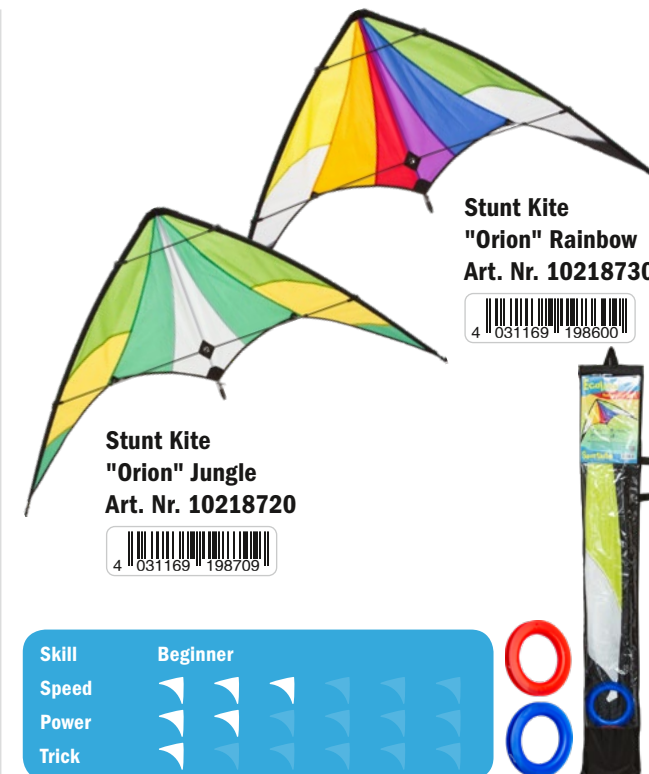 Stunt Kite
"Orion" Rainbow
Art. Nr. 10218730
4 031169 198600
Stunt Kite
"Orion" Jungle
Art. Nr. 10218720
4 031169 198709
Skill Beginner
Speed
Power
Trick